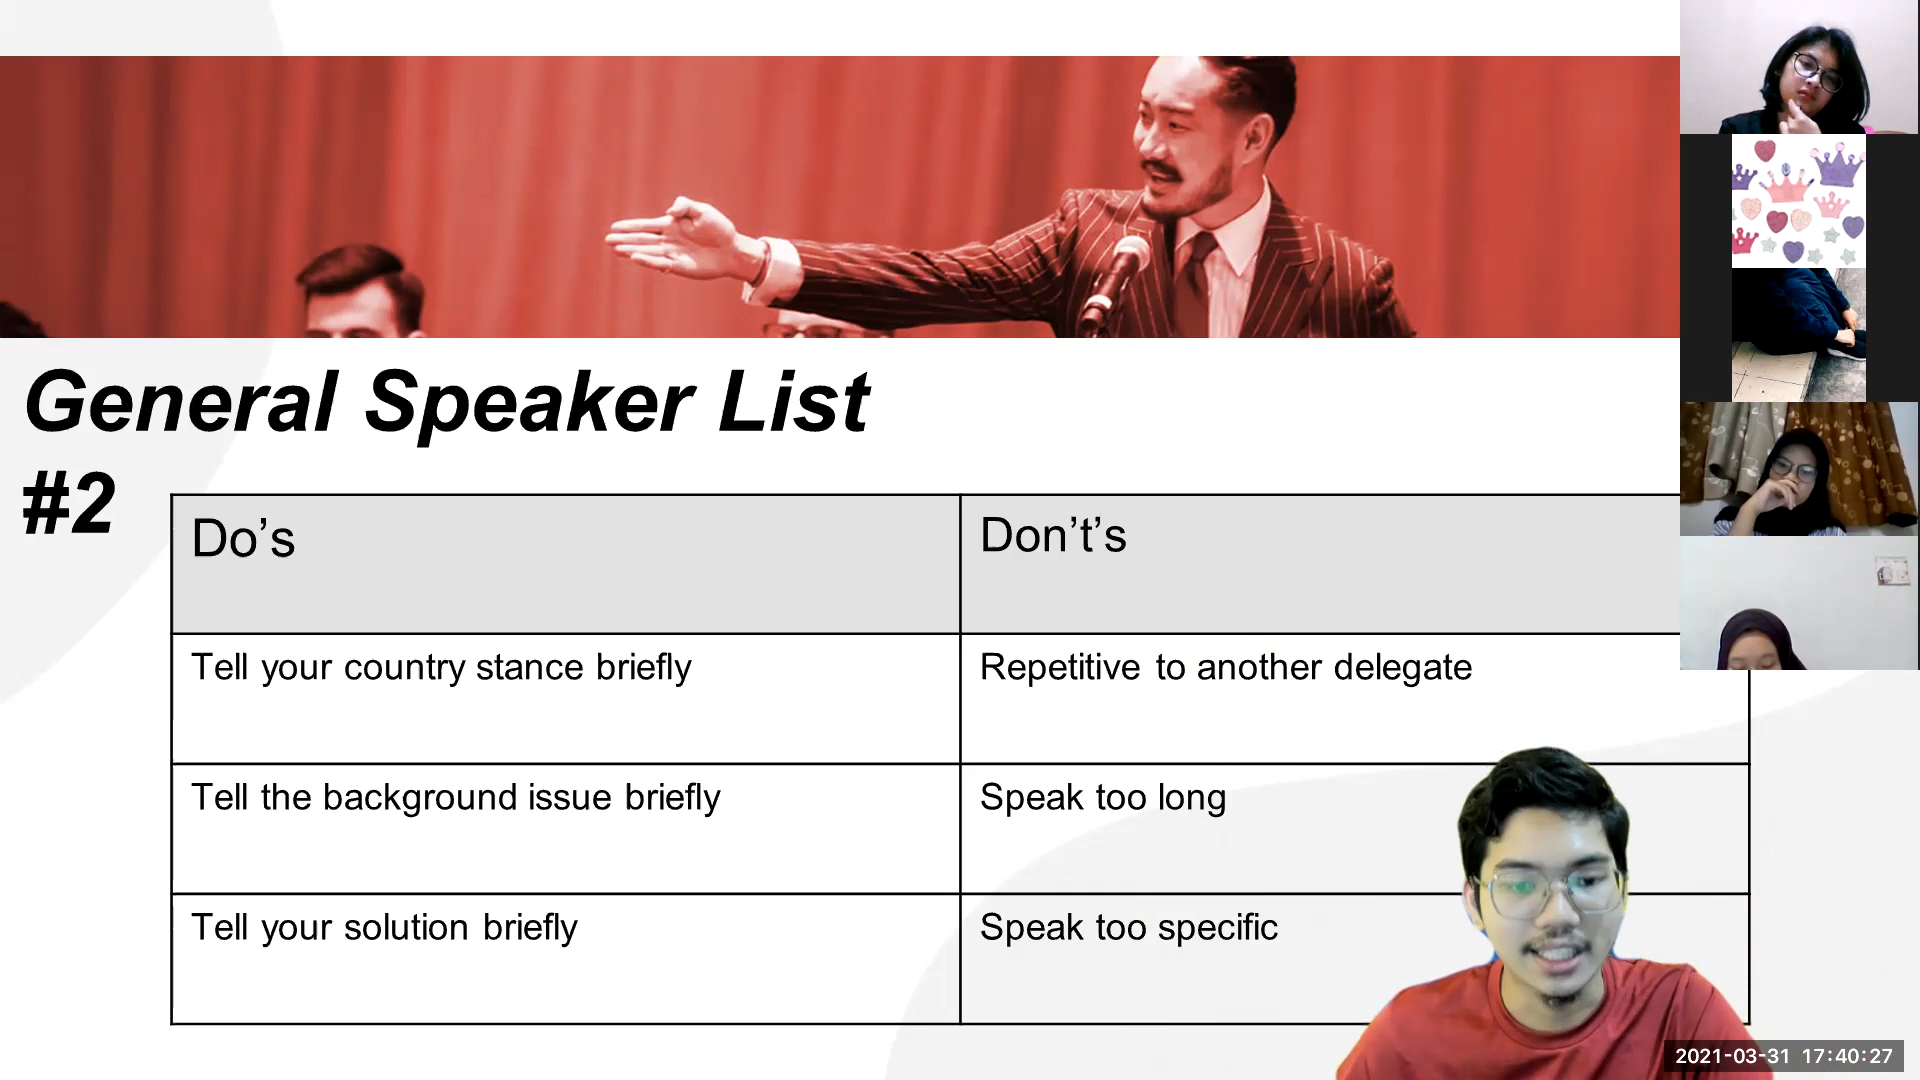 General Speaker List
#2
Do’s
Don’t’s
Tell your country stance briefly
Repetitive to another delegate
Tell the background issue briefly
Speak too long
Tell your solution briefly
Speak too specific
2021-03-31 17:40:27